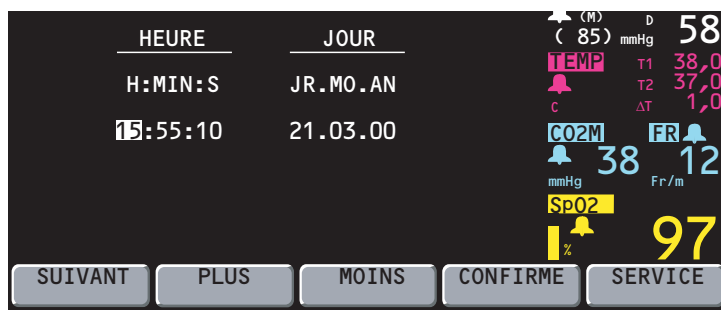 HEURE JOUR
H:MIN:S JR.MO.AN
15:55:10 21.03.00
(M) D 58
( 85) mmHg
TEMP T1 38,0
T2 37,0
C ΔT 1,0
CO2M FR
38 12
mmHg Fr/m
SpO2
% 97
SUIVANT PLUS MOINS CONFIRME SERVICE